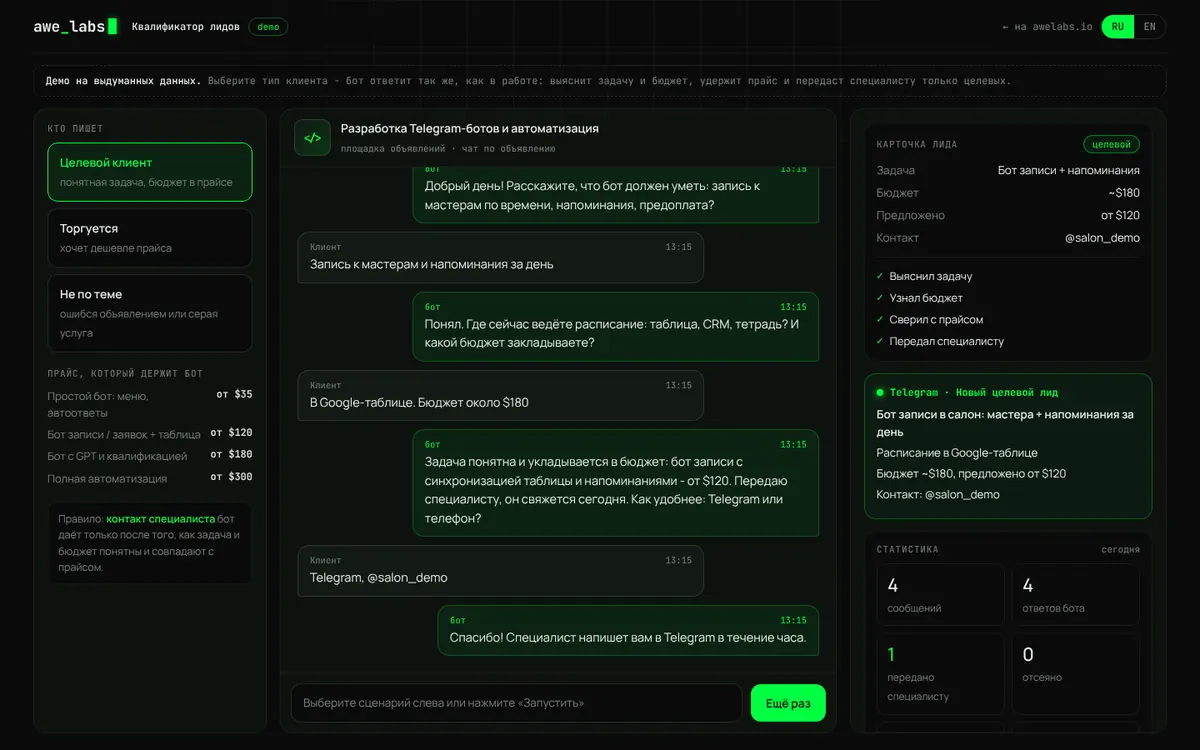 awe_labs
Квалификатор лидов
demo
← на awelabs.io
RU
EN
Демо на выдуманных данных. Выберите тип клиента - бот ответит так же, как в работе: выяснит задачу и бюджет, удержит прайс и передаст специалисту только целевых.
КТО ПИШЕТ
Целевой клиент
понятная задача, бюджет в прайсе
Торгуется
хочет дешевле прайса
Не по теме
ошибся объявлением или серая
услуга
ПРАЙС, КОТОРЫЙ ДЕРЖИТ БОТ
Простой бот: меню, от $35
автоответы
Бот записи / заявок + таблица от $120
Бот с GPT и квалификацией от $180
Полная автоматизация от $300
Правило: контакт специалиста бот
даёт только после того, как задача и
бюджет понятны и совпадают с
прайсом.
</>
Разработка Telegram-ботов и автоматизация
площадка объявлений · чат по объявлению
бот 13:15
Добрый день! Расскажите, что бот должен уметь: запись к
мастерам по времени, напоминания, предоплата?
Клиент 13:15
Запись к мастерам и напоминания за день
бот 13:15
Понял. Где сейчас ведёте расписание: таблица, CRM, тетрадь? И
какой бюджет закладываете?
Клиент 13:15
В Google-таблице. Бюджет около $180
бот 13:15
Задача понятна и укладывается в бюджет: бот записи с
синхронизацией таблицы и напоминаниями - от $120. Передаю
специалисту, он свяжется сегодня. Как удобнее: Telegram или
телефон?
Клиент 13:15
Telegram, @salon_demo
бот 13:15
Спасибо! Специалист напишет вам в Telegram в течение часа.
Выберите сценарий слева или нажмите «Запустить»
Ещё раз
КАРТОЧКА ЛИДА целевой
Задача Бот записи + напоминания
Бюджет ~$180
Предложено от $120
Контакт @salon_demo
✓ Выяснил задачу
✓ Узнал бюджет
✓ Сверил с прайсом
✓ Передал специалисту
Telegram · Новый целевой лид
Бот записи в салон: мастера + напоминания за
день
Расписание в Google-таблице
Бюджет ~$180, предложено от $120
Контакт: @salon_demo
СТАТИСТИКА сегодня
4 4
сообщений ответов бота
1 0
передано отсеяно
специалисту